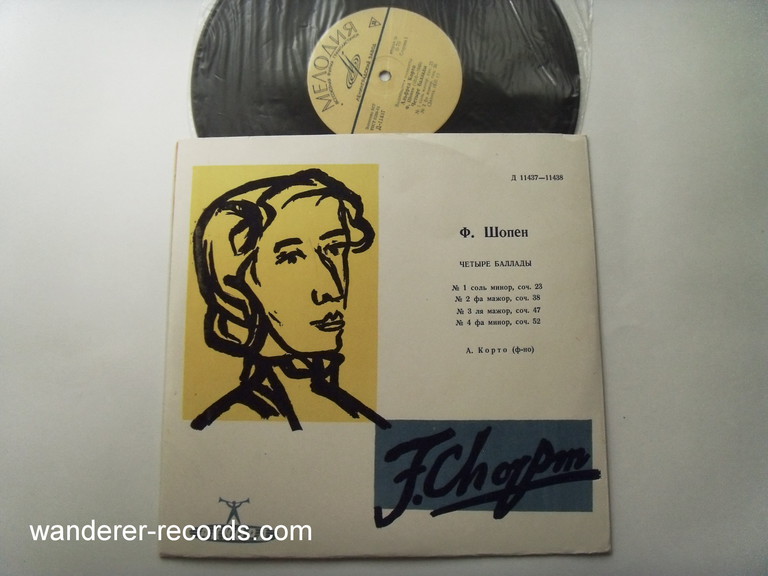 МЕЛОДИЯ
Д 11437—11438
Ф. Шопен
ЧЕТЫРЕ БАЛЛАДЫ
№ 1 соль минор, соч. 23
№ 2 фа мажор, соч. 38
№ 3 ля мажор, соч. 47
№ 4 фа минор, соч. 52
А. Корто (ф-но)
F. Chopin
wanderer-records.com